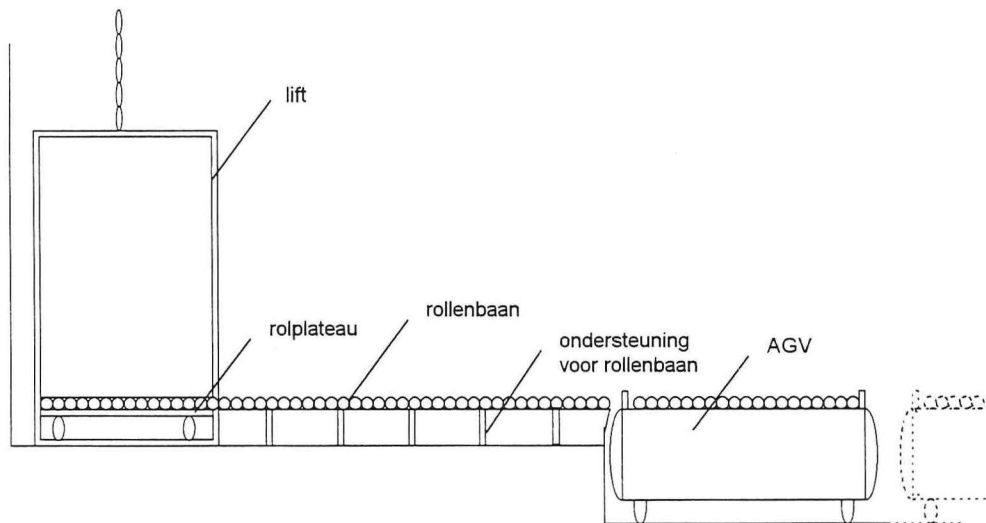 lift
rolplateau
rollenbaan
ondersteuning
voor rollenbaan
AGV